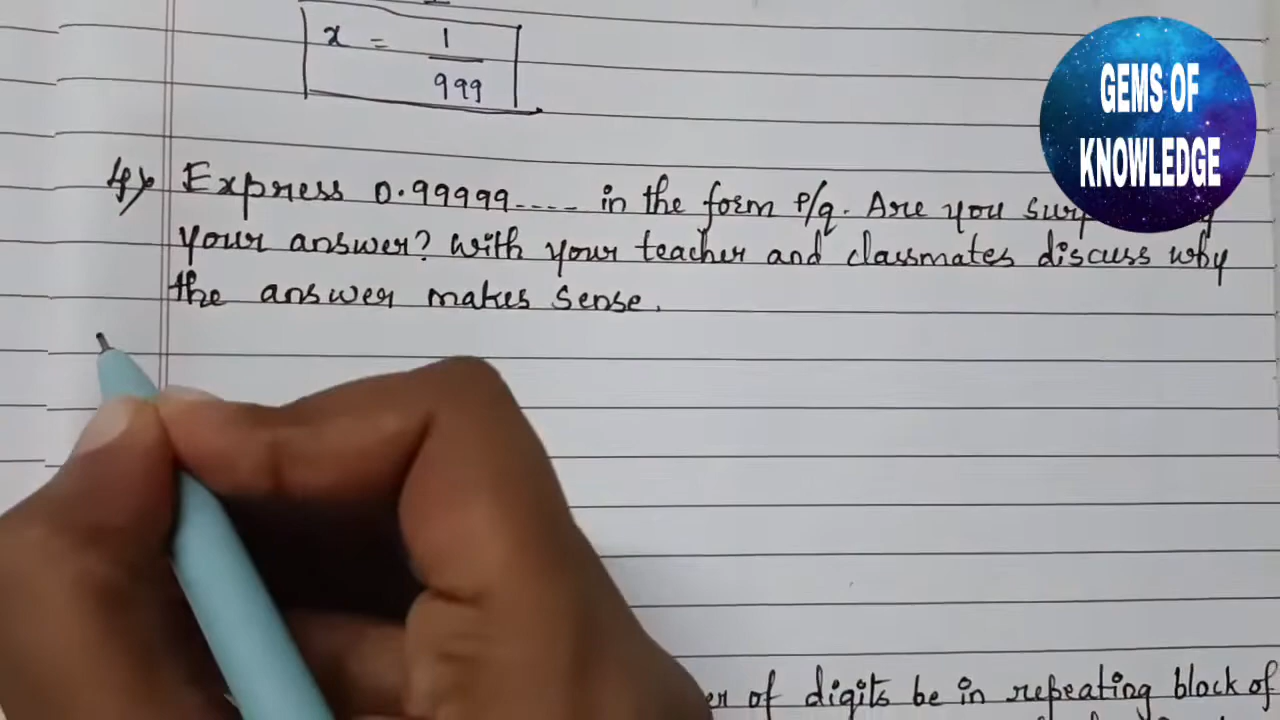 x = 1/999
GEMS OF
KNOWLEDGE
4) Express 0.99999.... in the form p/q. Are you
your answer? With your teacher and classmates discuss why
the answer makes sense.
of digits be in repeating block of